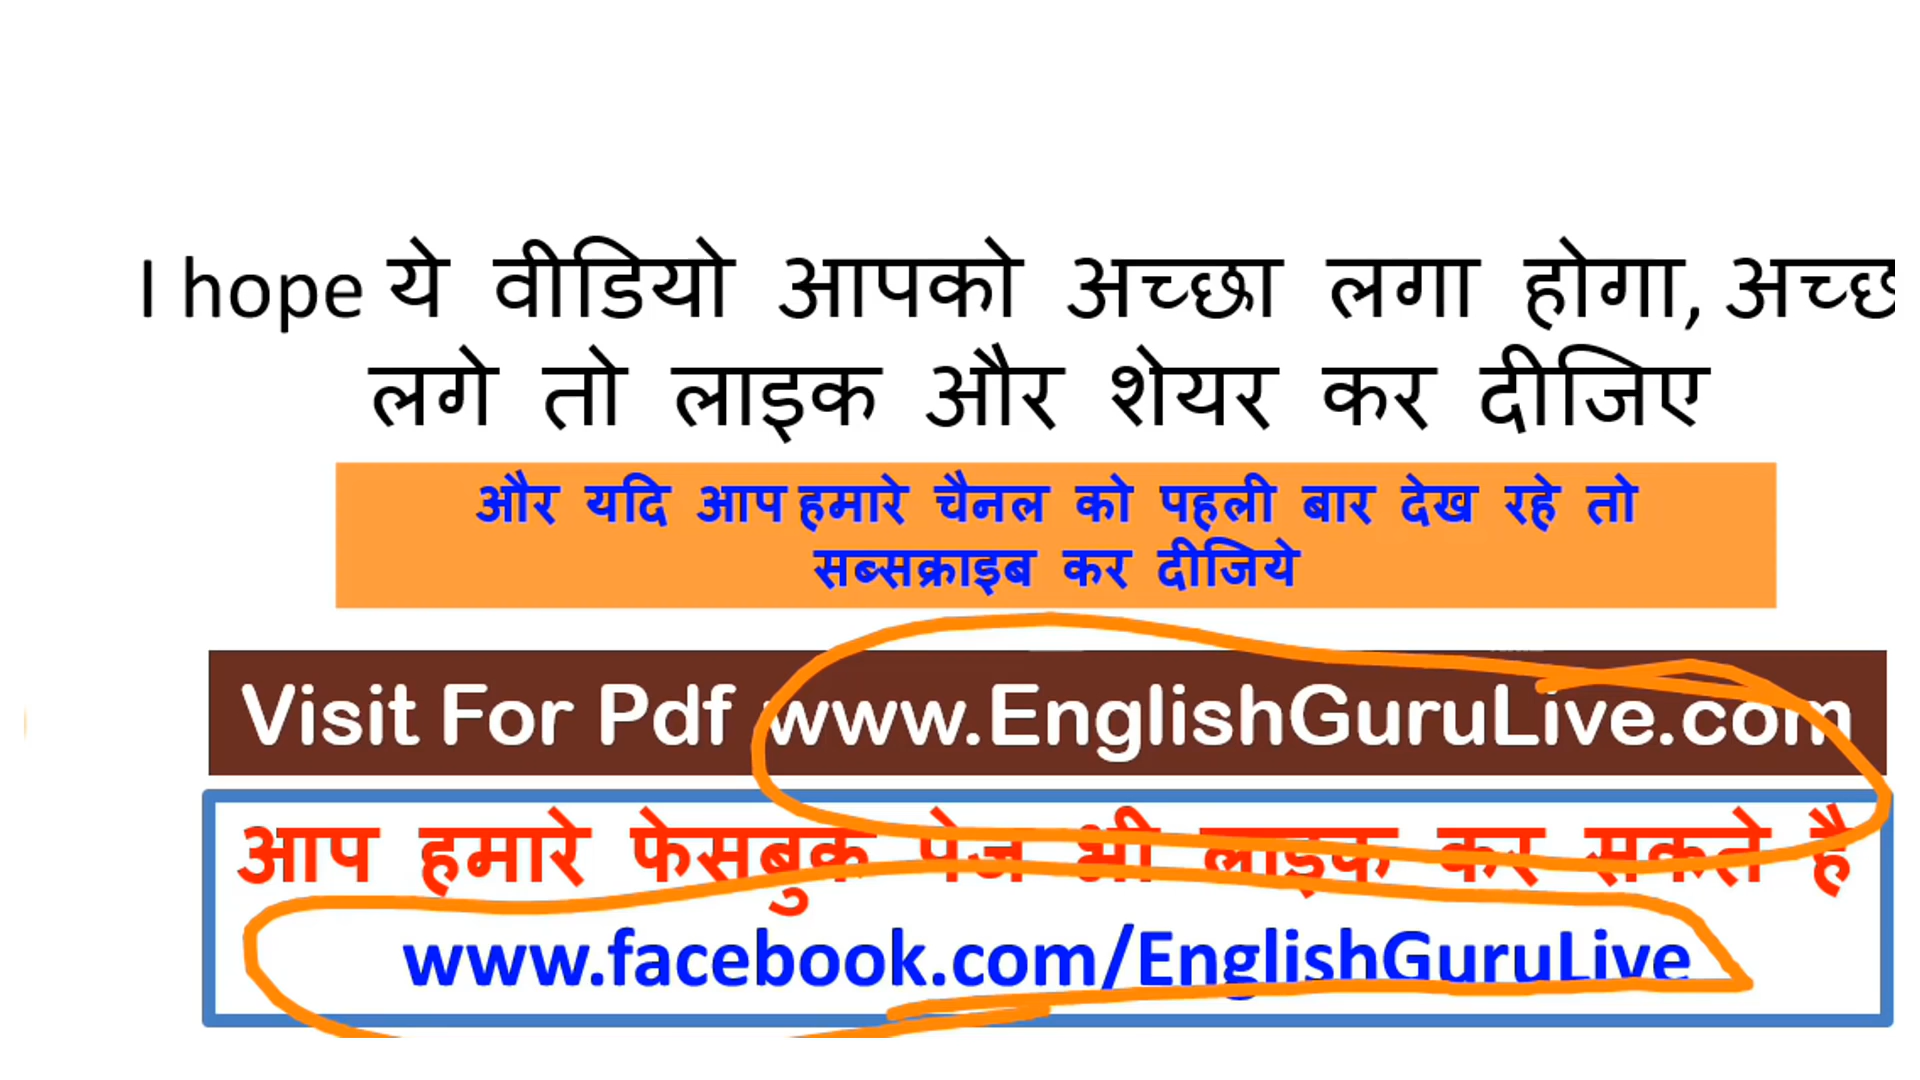 I hope ये वीडियो आपको अच्छा लगा होगा, अच्छ
लगे तो लाइक और शेयर कर दीजिए
और यदि आप हमारे चैनल को पहली बार देख रहे तो
सब्सक्राइब कर दीजिये
Visit For Pdf www.EnglishGuruLive.com
आप हमारे फेसबुक पेज भी लाइक कर सकते है
www.facebook.com/EnglishGuruLive